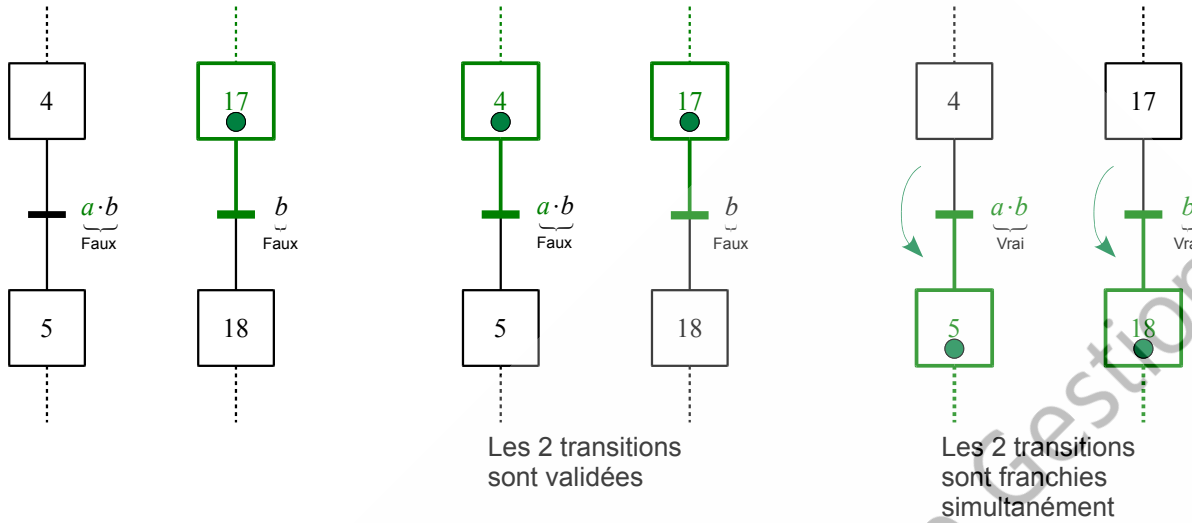 4
17
4
17
4
17
a·b
Faux
b
Faux
a·b
Faux
b
Faux
a·b
Vrai
b
5
18
5
18
5
18
Les 2 transitions
sont validées
Les 2 transitions
sont franchies
simultanément
Gestion